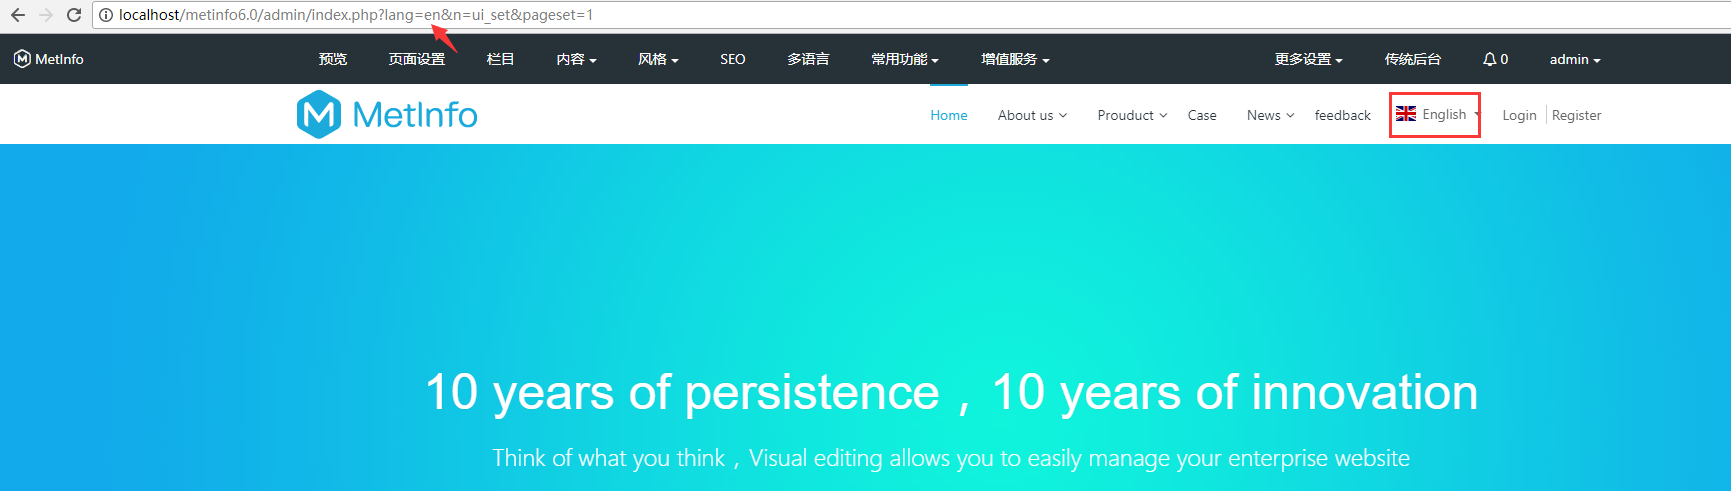 localhost/metinfo6.0/admin/index.php?lang=en&n=ui_set&pageset=1
MetInfo 预览 页面设置 栏目 内容 风格 SEO 多语言 常用功能 增值服务 更多设置 传统后台 0 admin
MetInfo Home About us Prouduct Case News feedback English Login Register
10 years of persistence，10 years of innovation
Think of what you think，Visual editing allows you to easily manage your enterprise website